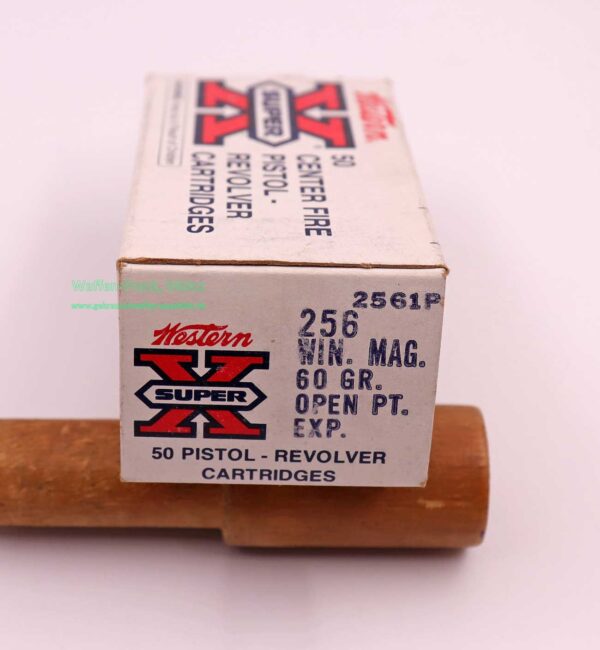 Western
SUPER
X
50
CENTER FIRE
PISTOL -
REVOLVER
CARTRIDGES
2561P
256
WIN. MAG.
60 GR.
OPEN PT.
EXP.
Western
SUPER
X
50 PISTOL - REVOLVER
CARTRIDGES